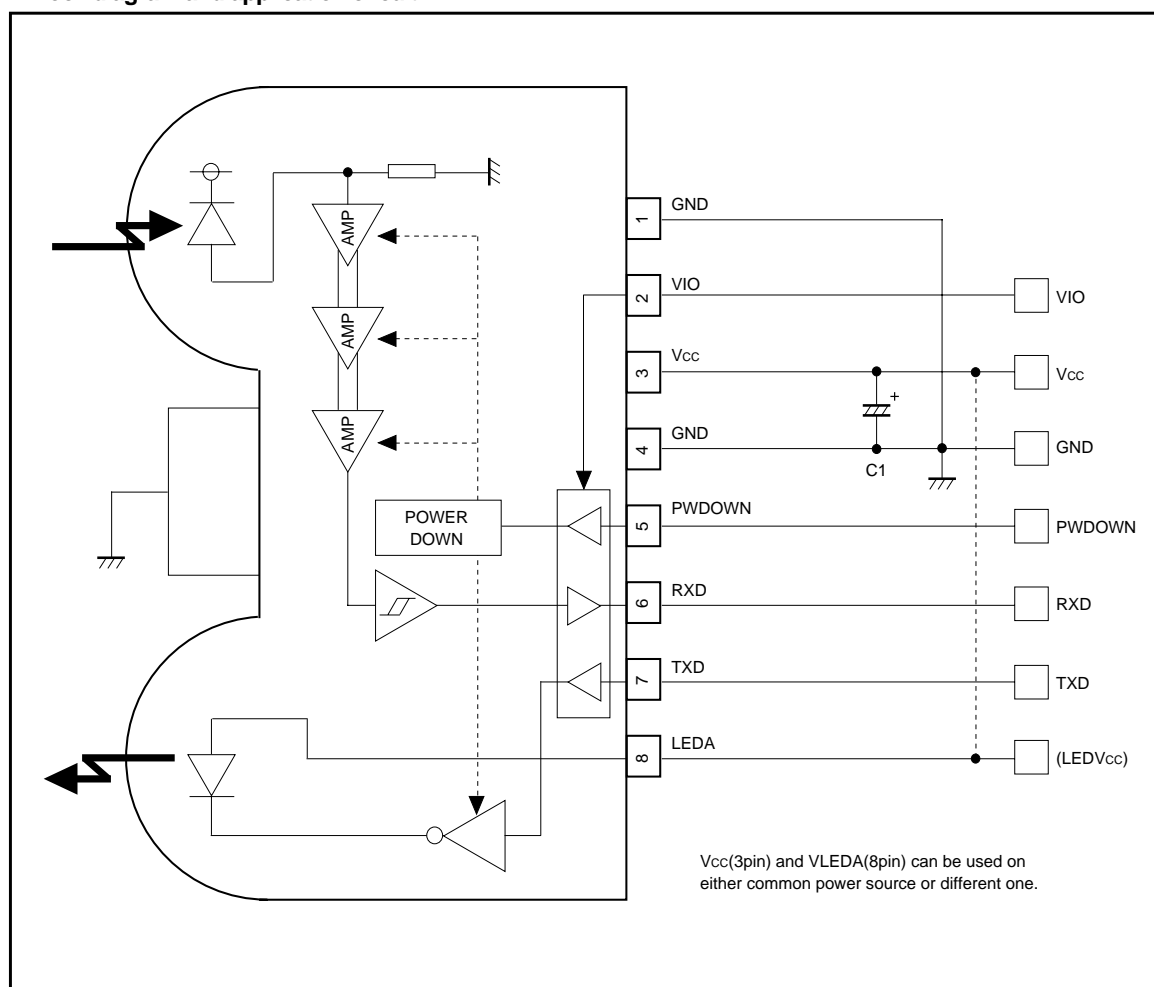 AMP
AMP
AMP
POWER
DOWN
1 GND
2 VIO
3 Vcc
4 GND
5 PWDOWN
6 RXD
7 TXD
8 LEDA
+
C1
VIO
Vcc
GND
PWDOWN
RXD
TXD
(LEDVcc)
Vcc(3pin) and VLEDA(8pin) can be used on
either common power source or different one.